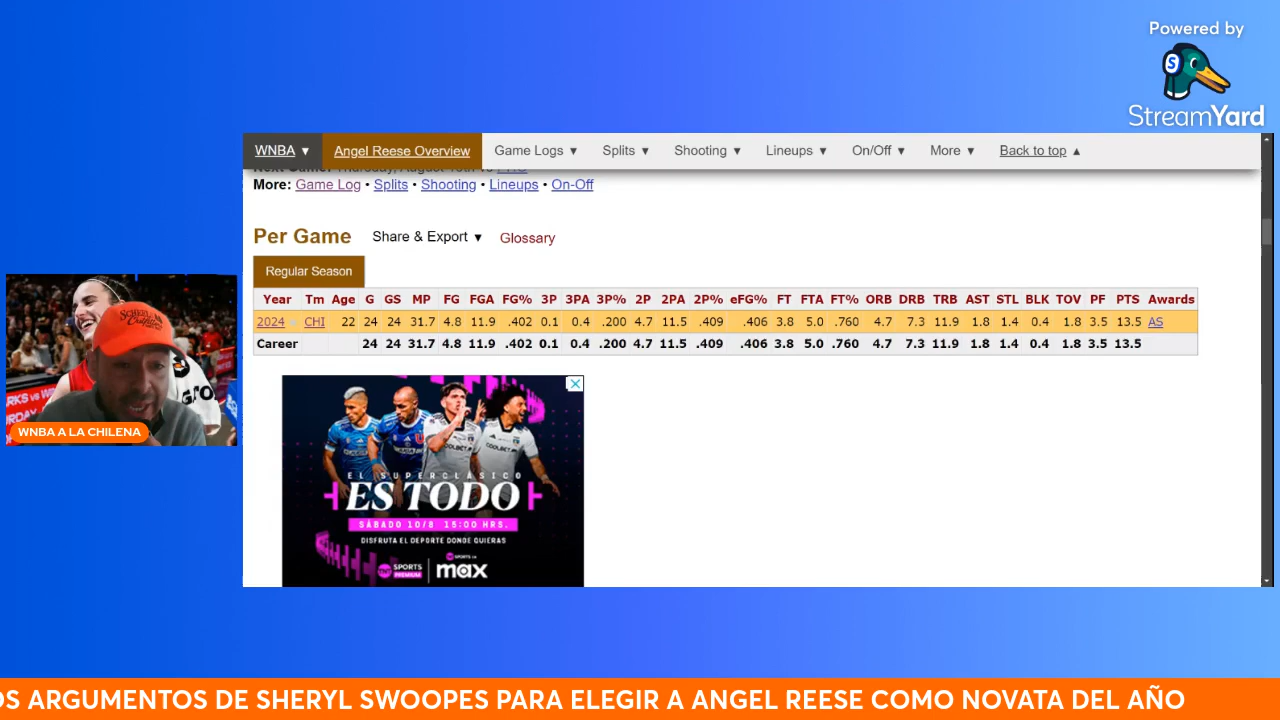 Powered by
StreamYard
WNBA ▼ Angel Reese Overview Game Logs ▼ Splits ▼ Shooting ▼ Lineups ▼ On/Off ▼ More ▼ Back to top ▲
More: Game Log • Splits • Shooting • Lineups • On-Off
Per Game Share & Export ▼ Glossary
Regular Season
Year Tm Age G GS MP FG FGA FG% 3P 3PA 3P% 2P 2PA 2P% eFG% FT FTA FT% ORB DRB TRB AST STL BLK TOV PF PTS Awards
2024 CHI 22 24 24 31.7 4.8 11.9 .402 0.1 0.4 .200 4.7 11.5 .409 .406 3.8 5.0 .760 4.7 7.3 11.9 1.8 1.4 0.4 1.8 3.5 13.5 AS
Career 24 24 31.7 4.8 11.9 .402 0.1 0.4 .200 4.7 11.5 .409 .406 3.8 5.0 .760 4.7 7.3 11.9 1.8 1.4 0.4 1.8 3.5 13.5
WNBA A LA CHILENA
EL SUPERCLÁSICO
ES TODO
SÁBADO 10/8 15:00 HRS.
DISFRUTA EL DEPORTE DONDE QUIERAS
TNT SPORTS PREMIUM
max
OS ARGUMENTOS DE SHERYL SWOOPES PARA ELEGIR A ANGEL REESE COMO NOVATA DEL AÑO